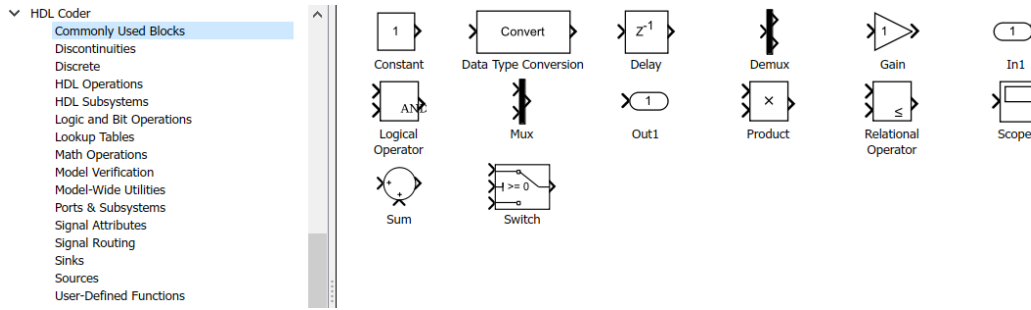 HDL Coder
Commonly Used Blocks
Discontinuities
Discrete
HDL Operations
HDL Subsystems
Logic and Bit Operations
Lookup Tables
Math Operations
Model Verification
Model-Wide Utilities
Ports & Subsystems
Signal Attributes
Signal Routing
Sinks
Sources
User-Defined Functions
1 Convert Z-1 1 1
Constant Data Type Conversion Delay Demux Gain In1
1 × ≤
Logical Operator Mux Out1 Product Relational Operator Scope
+ + >= 0
Sum Switch